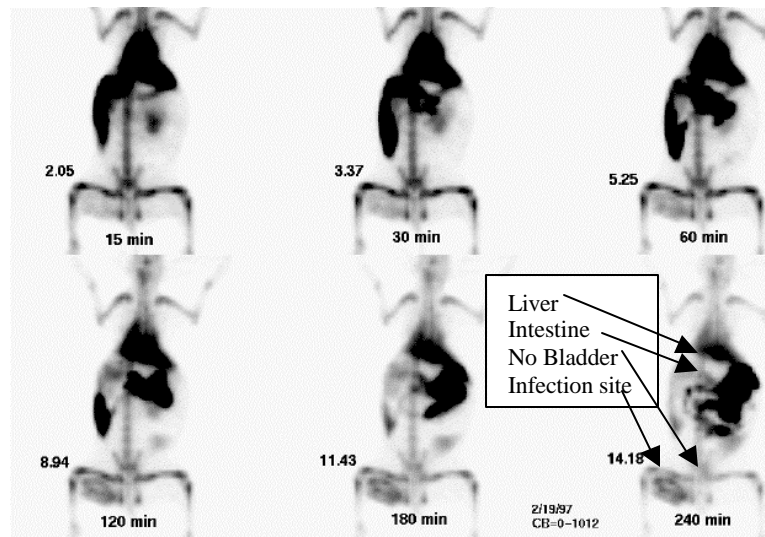 2.05
15 min
3.37
30 min
5.25
60 min
Liver
Intestine
No Bladder
Infection site
8.94
120 min
11.43
180 min
2/19/97
CB=0-1012
14.18
240 min